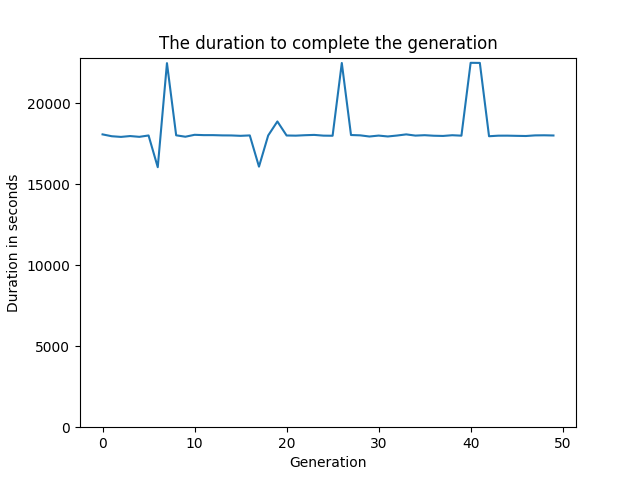 The duration to complete the generation
20000
15000
10000
5000
0
Duration in seconds
0 10 20 30 40 50
Generation